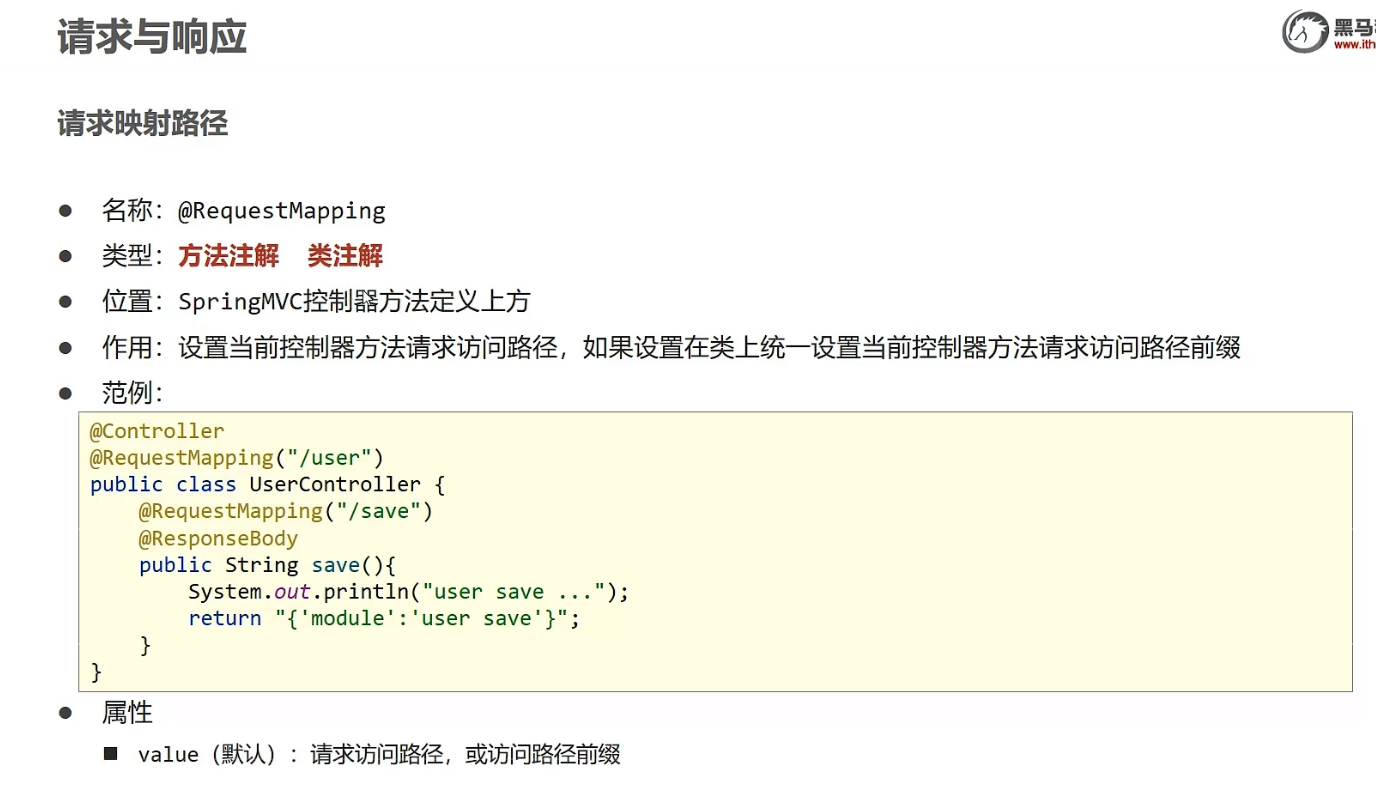 请求与响应
黑马
www.ith
请求映射路径
● 名称：@RequestMapping
● 类型：方法注解 类注解
● 位置：SpringMVC控制器方法定义上方
● 作用：设置当前控制器方法请求访问路径，如果设置在类上统一设置当前控制器方法请求访问路径前缀
● 范例：
@Controller
@RequestMapping("/user")
public class UserController {
    @RequestMapping("/save")
    @ResponseBody
    public String save(){
        System.out.println("user save ...");
        return "{'module':'user save'}";
    }
}
● 属性
■ value（默认）：请求访问路径，或访问路径前缀